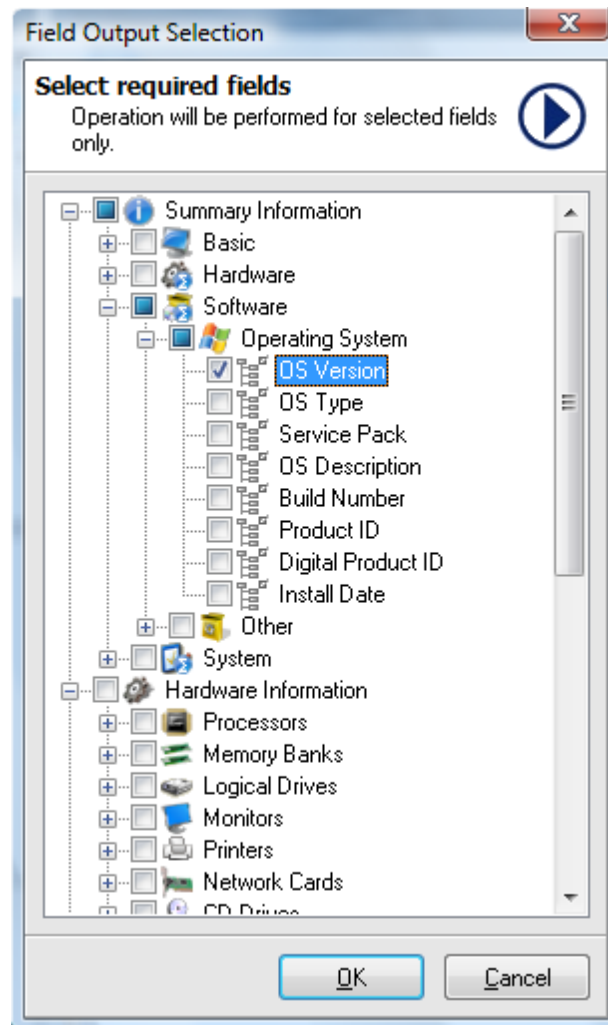 Field Output Selection
Select required fields
Operation will be performed for selected fields
only.
Summary Information
Basic
Hardware
Software
Operating System
OS Version
OS Type
Service Pack
OS Description
Build Number
Product ID
Digital Product ID
Install Date
Other
System
Hardware Information
Processors
Memory Banks
Logical Drives
Monitors
Printers
Network Cards
CD Drives
OK
Cancel